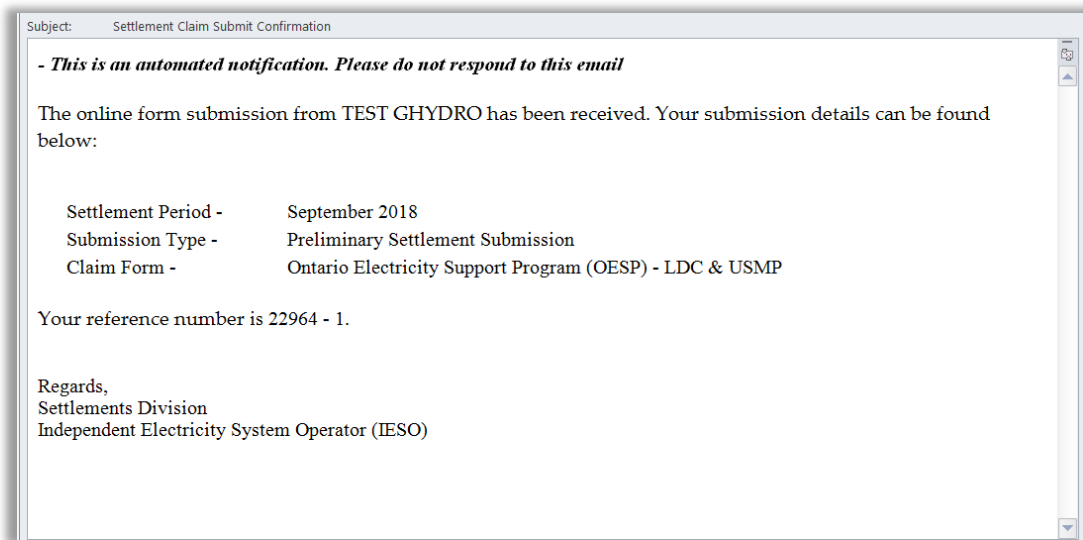 Subject: Settlement Claim Submit Confirmation
- This is an automated notification. Please do not respond to this email
The online form submission from TEST GHYDRO has been received. Your submission details can be found
below:
Settlement Period - September 2018
Submission Type - Preliminary Settlement Submission
Claim Form - Ontario Electricity Support Program (OESP) - LDC & USMP
Your reference number is 22964 - 1.
Regards,
Settlements Division
Independent Electricity System Operator (IESO)